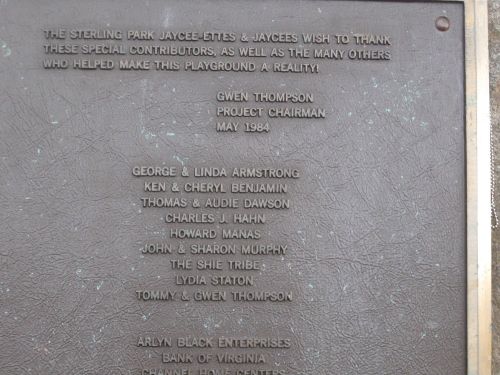 THE STERLING PARK JAYCEE-ETTES & JAYCEES WISH TO THANK
THESE SPECIAL CONTRIBUTORS, AS WELL AS THE MANY OTHERS
WHO HELPED MAKE THIS PLAYGROUND A REALITY!
GWEN THOMPSON
PROJECT CHAIRMAN
MAY 1984
GEORGE & LINDA ARMSTRONG
KEN & CHERYL BENJAMIN
THOMAS & AUDIE DAWSON
CHARLES J. HAHN
HOWARD MANAS
JOHN & SHARON MURPHY
THE SHIE TRIBE
LYDIA STATON
TOMMY & GWEN THOMPSON
ARLYN BLACK ENTERPRISES
BANK OF VIRGINIA
CHANNEL HOME CENTERS